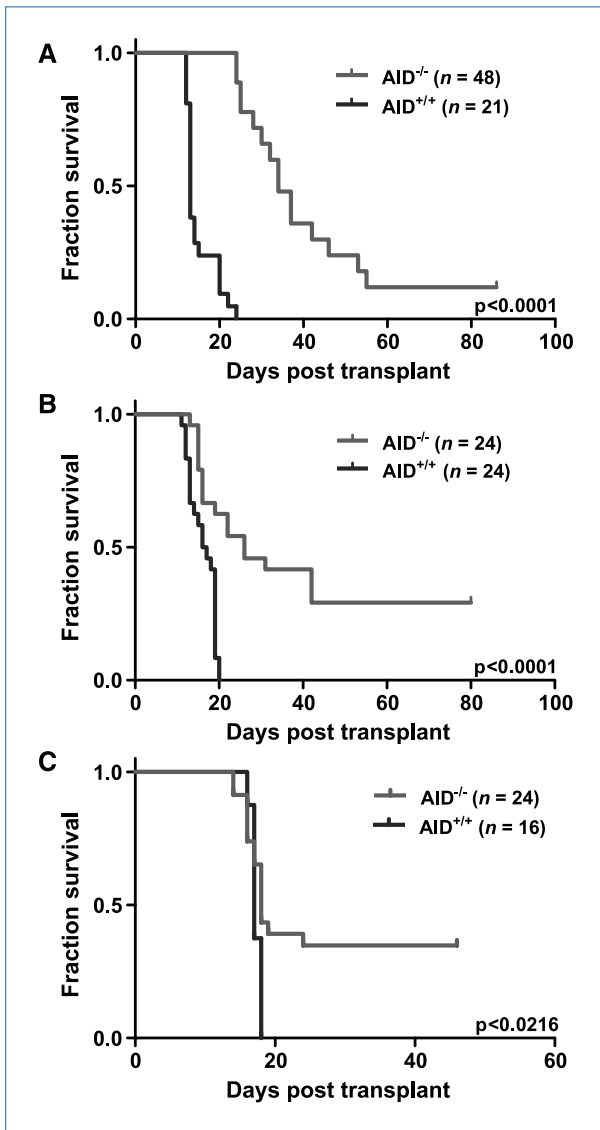 A
1.0
0.5
0.0
Fraction survival
AID-/- (n = 48)
AID+/+ (n = 21)
p<0.0001
0 20 40 60 80 100
Days post transplant
B
1.0
0.5
0.0
Fraction survival
AID-/- (n = 24)
AID+/+ (n = 24)
p<0.0001
0 20 40 60 80 100
Days post transplant
C
1.0
0.5
0.0
Fraction survival
AID-/- (n = 24)
AID+/+ (n = 16)
p<0.0216
0 20 40 60
Days post transplant